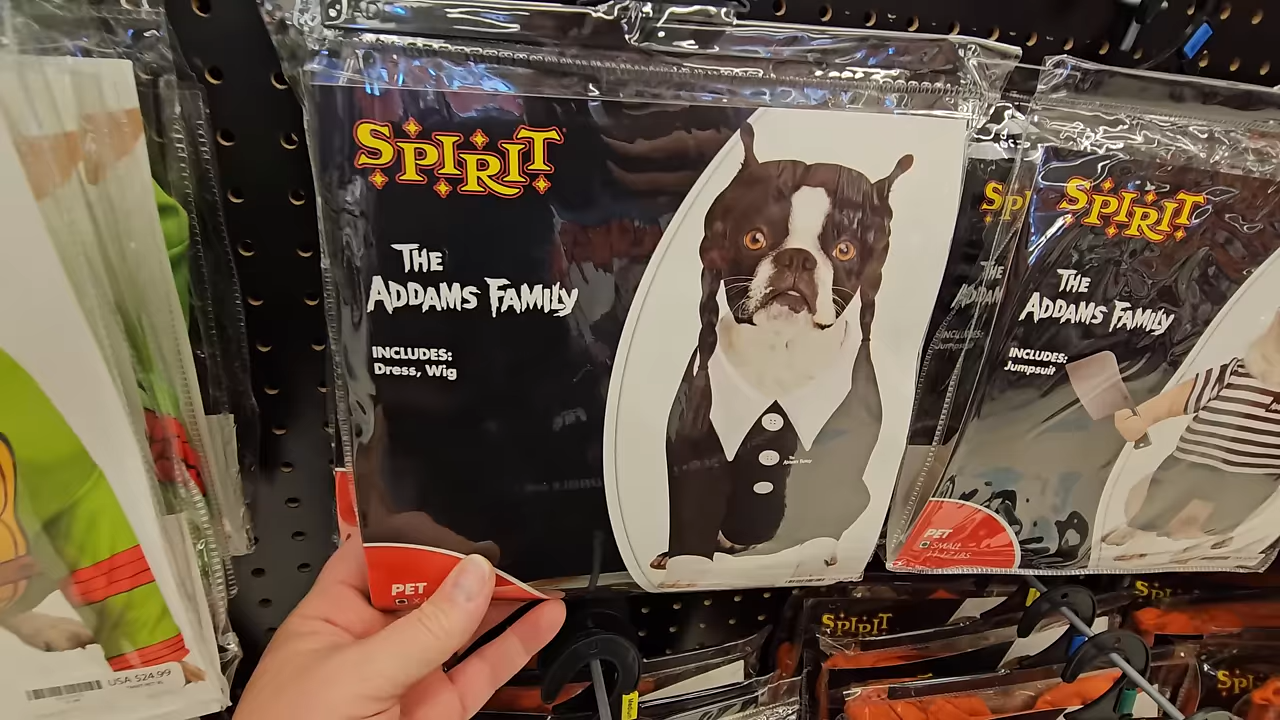 SPIRIT
THE
ADDAMS FAMILY
INCLUDES:
Dress, Wig
PET
SPIRIT
THE
ADDAMS FAMILY
INCLUDES:
Jumpsuit
PET
SMALL
USA $24.99
SPIRIT